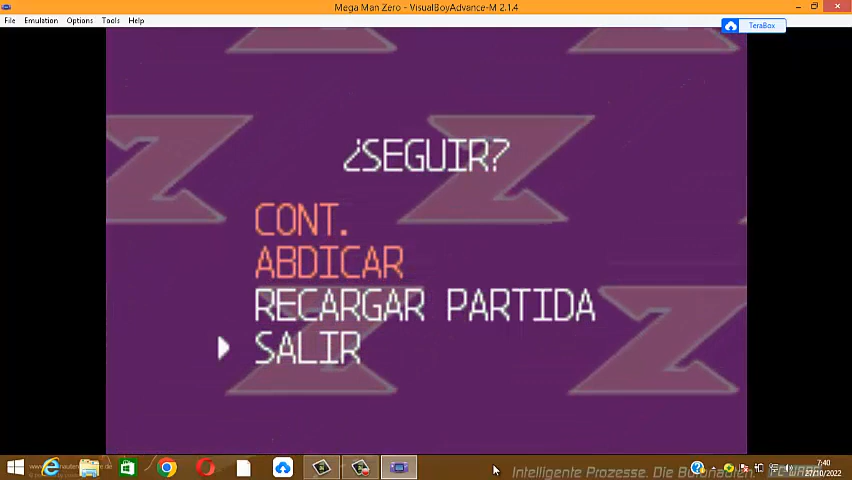 Mega Man Zero - VisualBoyAdvance-M 2.1.4
File Emulation Options Tools Help
TeraBox
¿SEGUIR?
CONT.
ABDICAR
RECARGAR PARTIDA
SALIR
7:40
27/10/2022
Intelligente Prozesse. Die